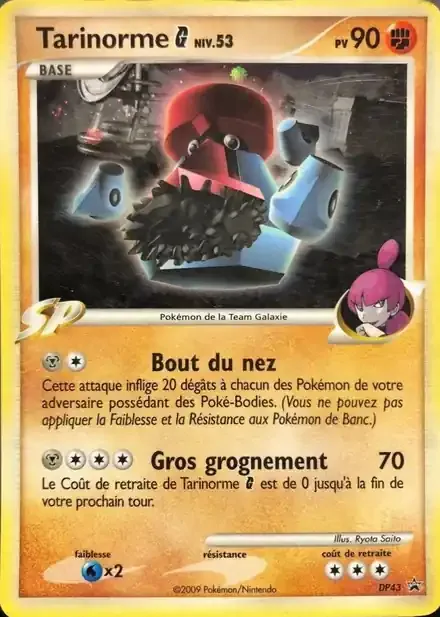 Tarinorme G NIV.53 PV 90
BASE
Pokémon de la Team Galaxie
SP
Bout du nez
Cette attaque inflige 20 dégâts à chacun des Pokémon de votre
adversaire possédant des Poké-Bodies. (Vous ne pouvez pas
appliquer la Faiblesse et la Résistance aux Pokémon de Banc.)
Gros grognement 70
Le Coût de retraite de Tarinorme G est de 0 jusqu'à la fin de
votre prochain tour.
Illus. Ryota Saito
faiblesse résistance coût de retraite
x2
©2009 Pokémon/Nintendo DP43